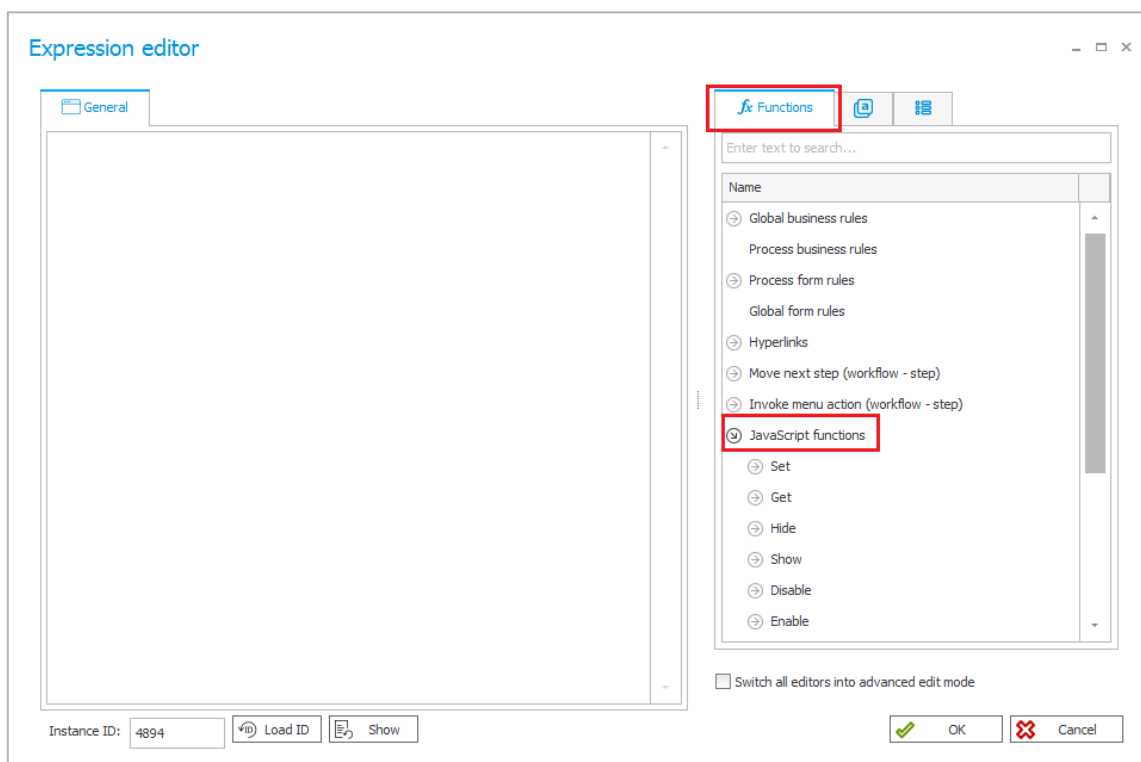 Expression editor
General
fx Functions
Enter text to search...
Name
Global business rules
Process business rules
Process form rules
Global form rules
Hyperlinks
Move next step (workflow - step)
Invoke menu action (workflow - step)
JavaScript functions
Set
Get
Hide
Show
Disable
Enable
Switch all editors into advanced edit mode
Instance ID: 4894 Load ID Show OK Cancel